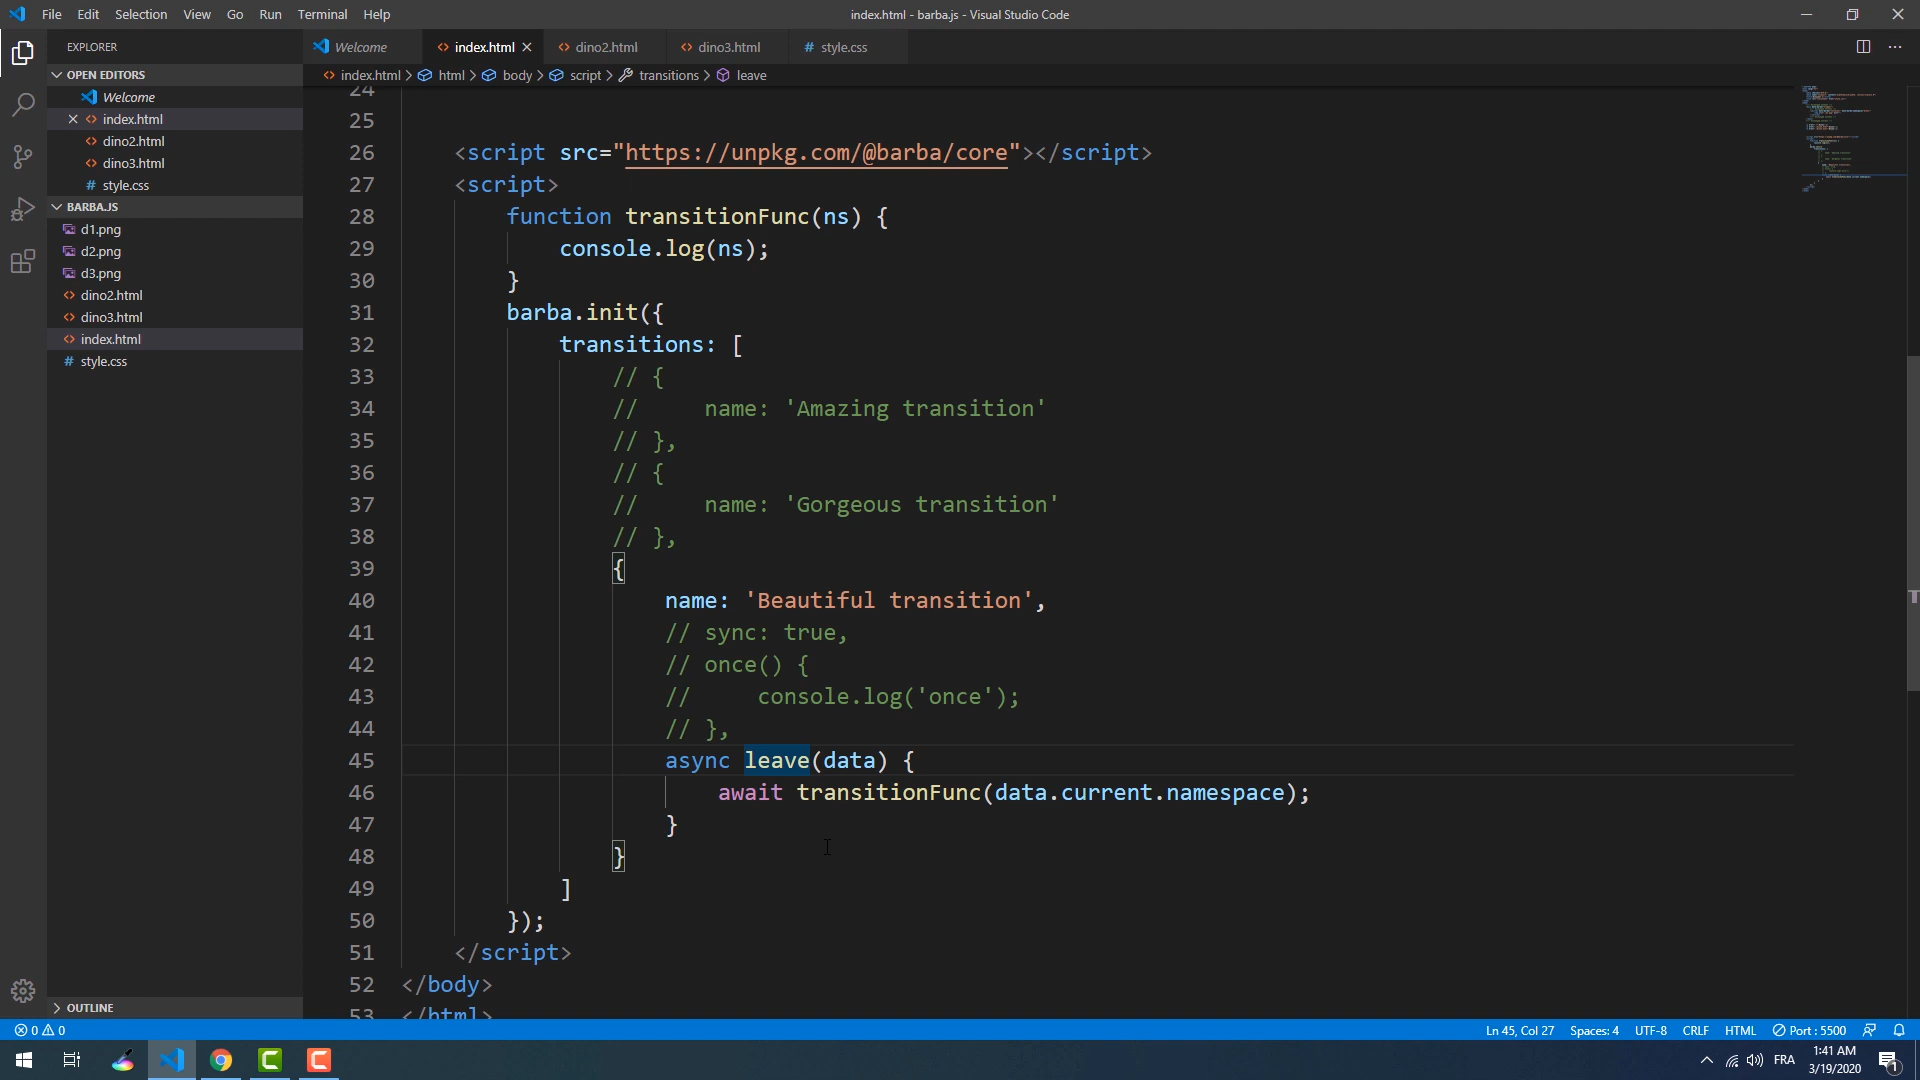 File Edit Selection View Go Run Terminal Help
index.html - barba.js - Visual Studio Code
EXPLORER
Welcome
index.html
dino2.html
dino3.html
style.css
OPEN EDITORS
Welcome
index.html
dino2.html
dino3.html
style.css
BARBA.JS
d1.png
d2.png
d3.png
dino2.html
dino3.html
index.html
style.css
OUTLINE
index.html > html > body > script > transitions > leave
24
25
26 <script src="https://unpkg.com/@barba/core"></script>
27 <script>
28 function transitionFunc(ns) {
29 console.log(ns);
30 }
31 barba.init({
32 transitions: [
33 // {
34 // name: 'Amazing transition'
35 // },
36 // {
37 // name: 'Gorgeous transition'
38 // },
39 {
40 name: 'Beautiful transition',
41 // sync: true,
42 // once() {
43 // console.log('once');
44 // },
45 async leave(data) {
46 await transitionFunc(data.current.namespace);
47 }
48 }
49 ]
50 });
51 </script>
52 </body>
53 </html>
0 0
Ln 45, Col 27 Spaces: 4 UTF-8 CRLF HTML Port : 5500
FRA
1:41 AM
3/19/2020
1